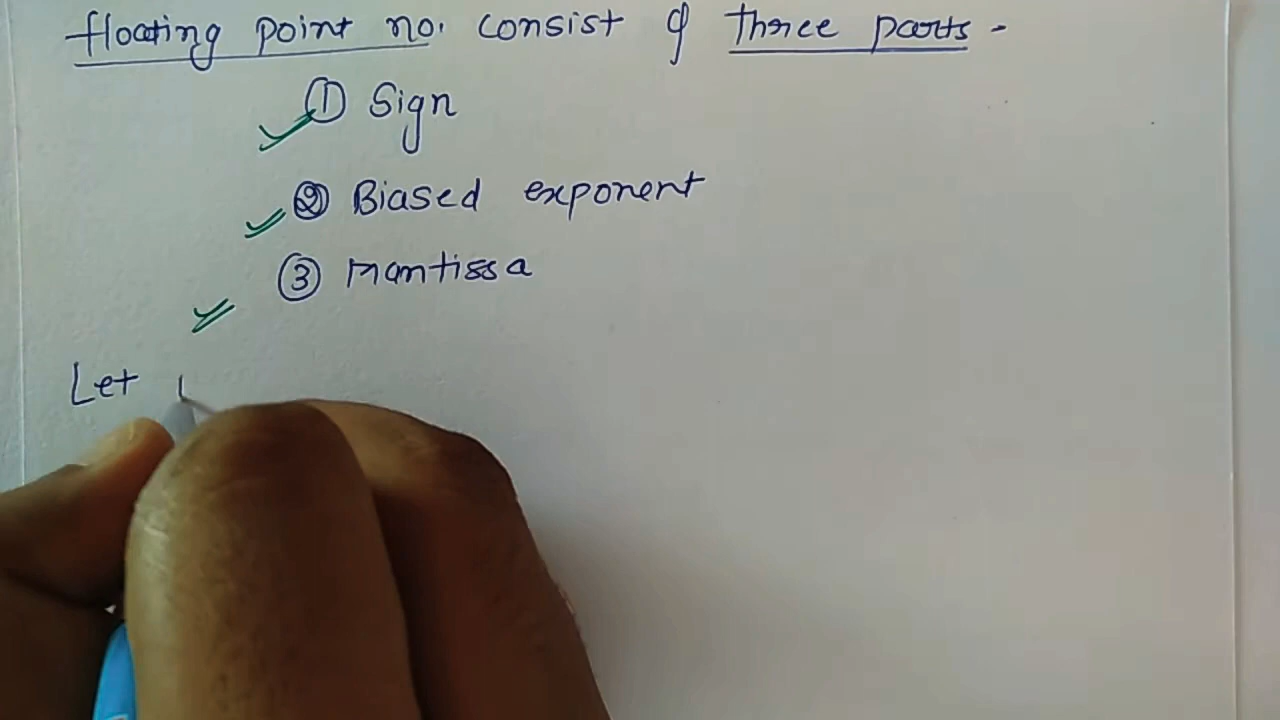 floating point no. consist of three parts -
① Sign
② Biased exponent
③ Mantissa
Let